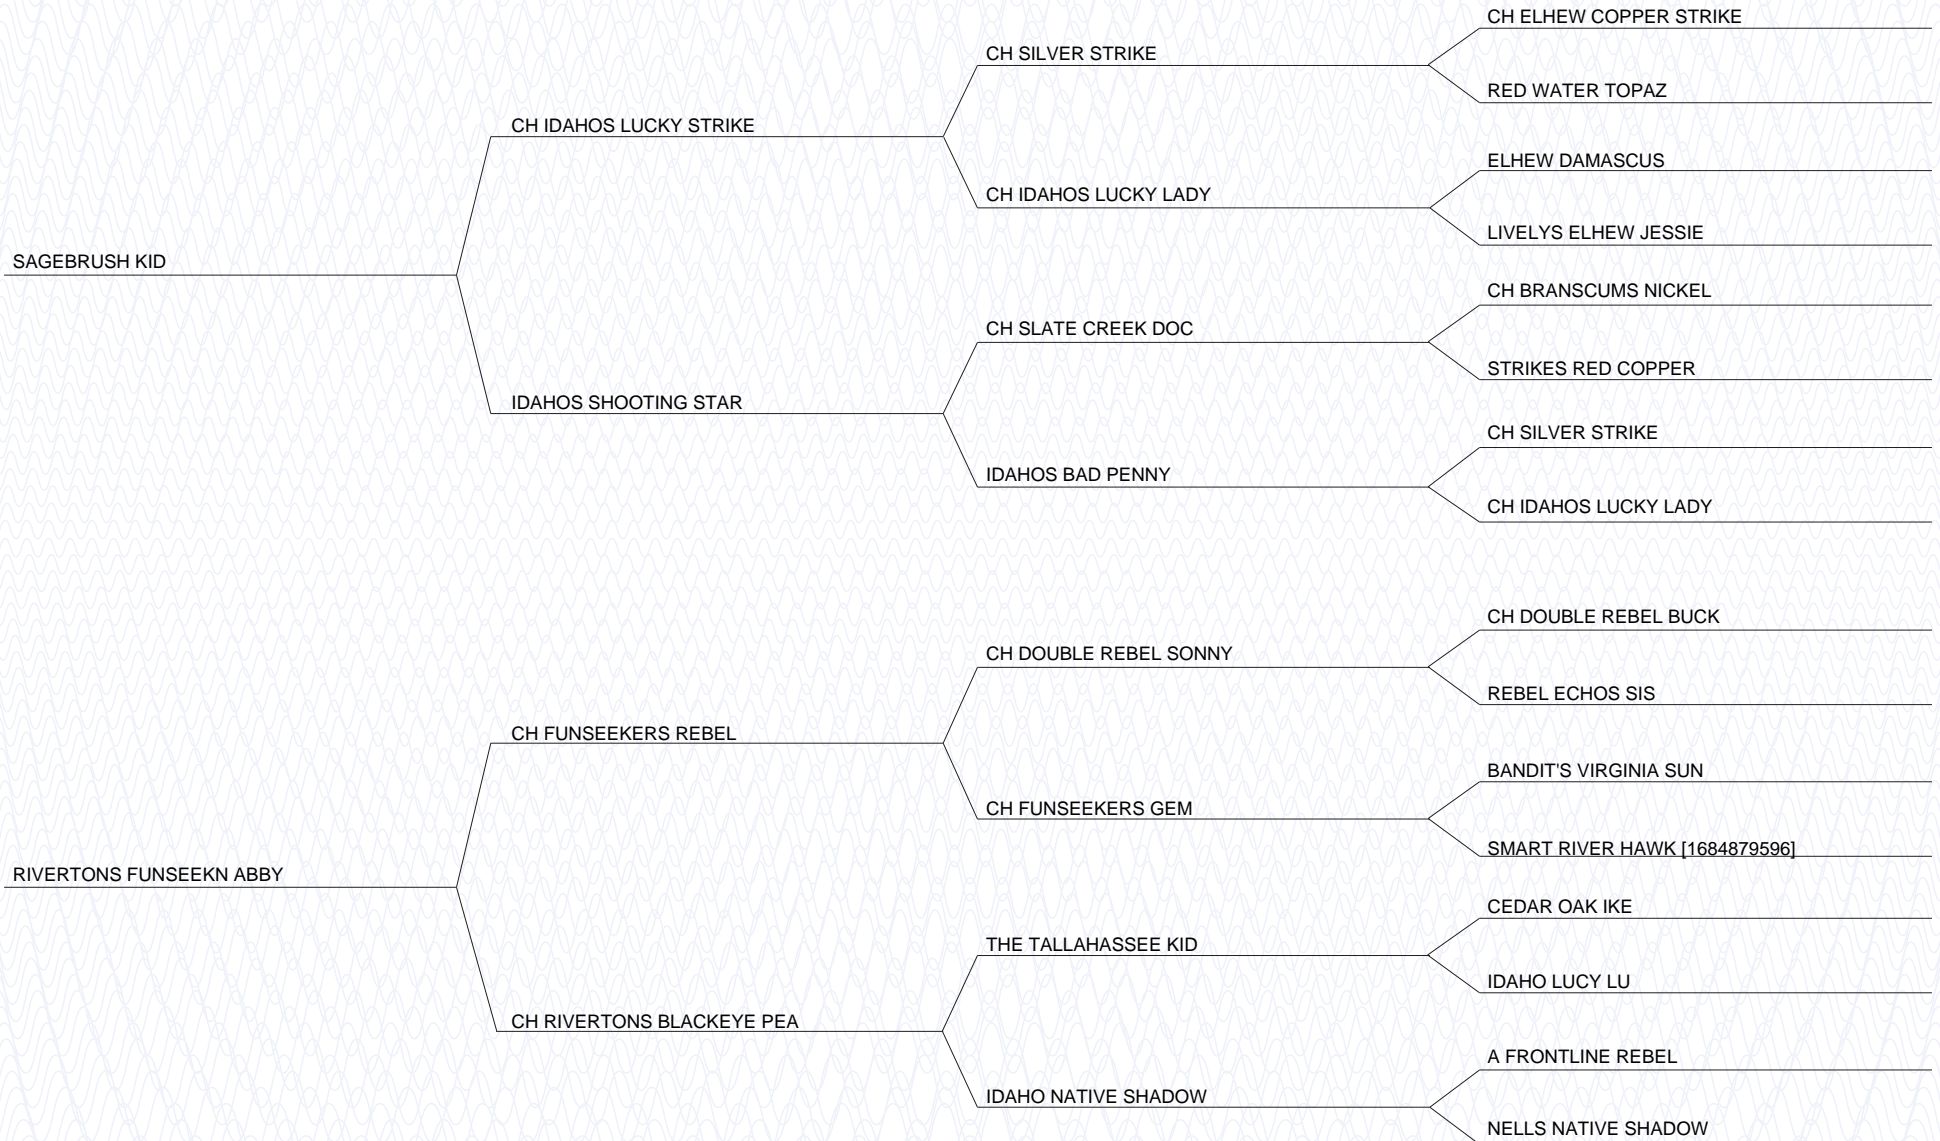 CH ELHEW COPPER STRIKE
CH SILVER STRIKE
RED WATER TOPAZ
CH IDAHOS LUCKY STRIKE
ELHEW DAMASCUS
CH IDAHOS LUCKY LADY
LIVELYS ELHEW JESSIE
SAGEBRUSH KID
CH BRANSCUMS NICKEL
CH SLATE CREEK DOC
STRIKES RED COPPER
IDAHOS SHOOTING STAR
CH SILVER STRIKE
IDAHOS BAD PENNY
CH IDAHOS LUCKY LADY
CH DOUBLE REBEL BUCK
CH DOUBLE REBEL SONNY
REBEL ECHOS SIS
CH FUNSEEKERS REBEL
BANDIT'S VIRGINIA SUN
CH FUNSEEKERS GEM
SMART RIVER HAWK [1684879596]
RIVERTONS FUNSEEKN ABBY
CEDAR OAK IKE
THE TALLAHASSEE KID
IDAHO LUCY LU
CH RIVERTONS BLACKEYE PEA
A FRONTLINE REBEL
IDAHO NATIVE SHADOW
NELLS NATIVE SHADOW